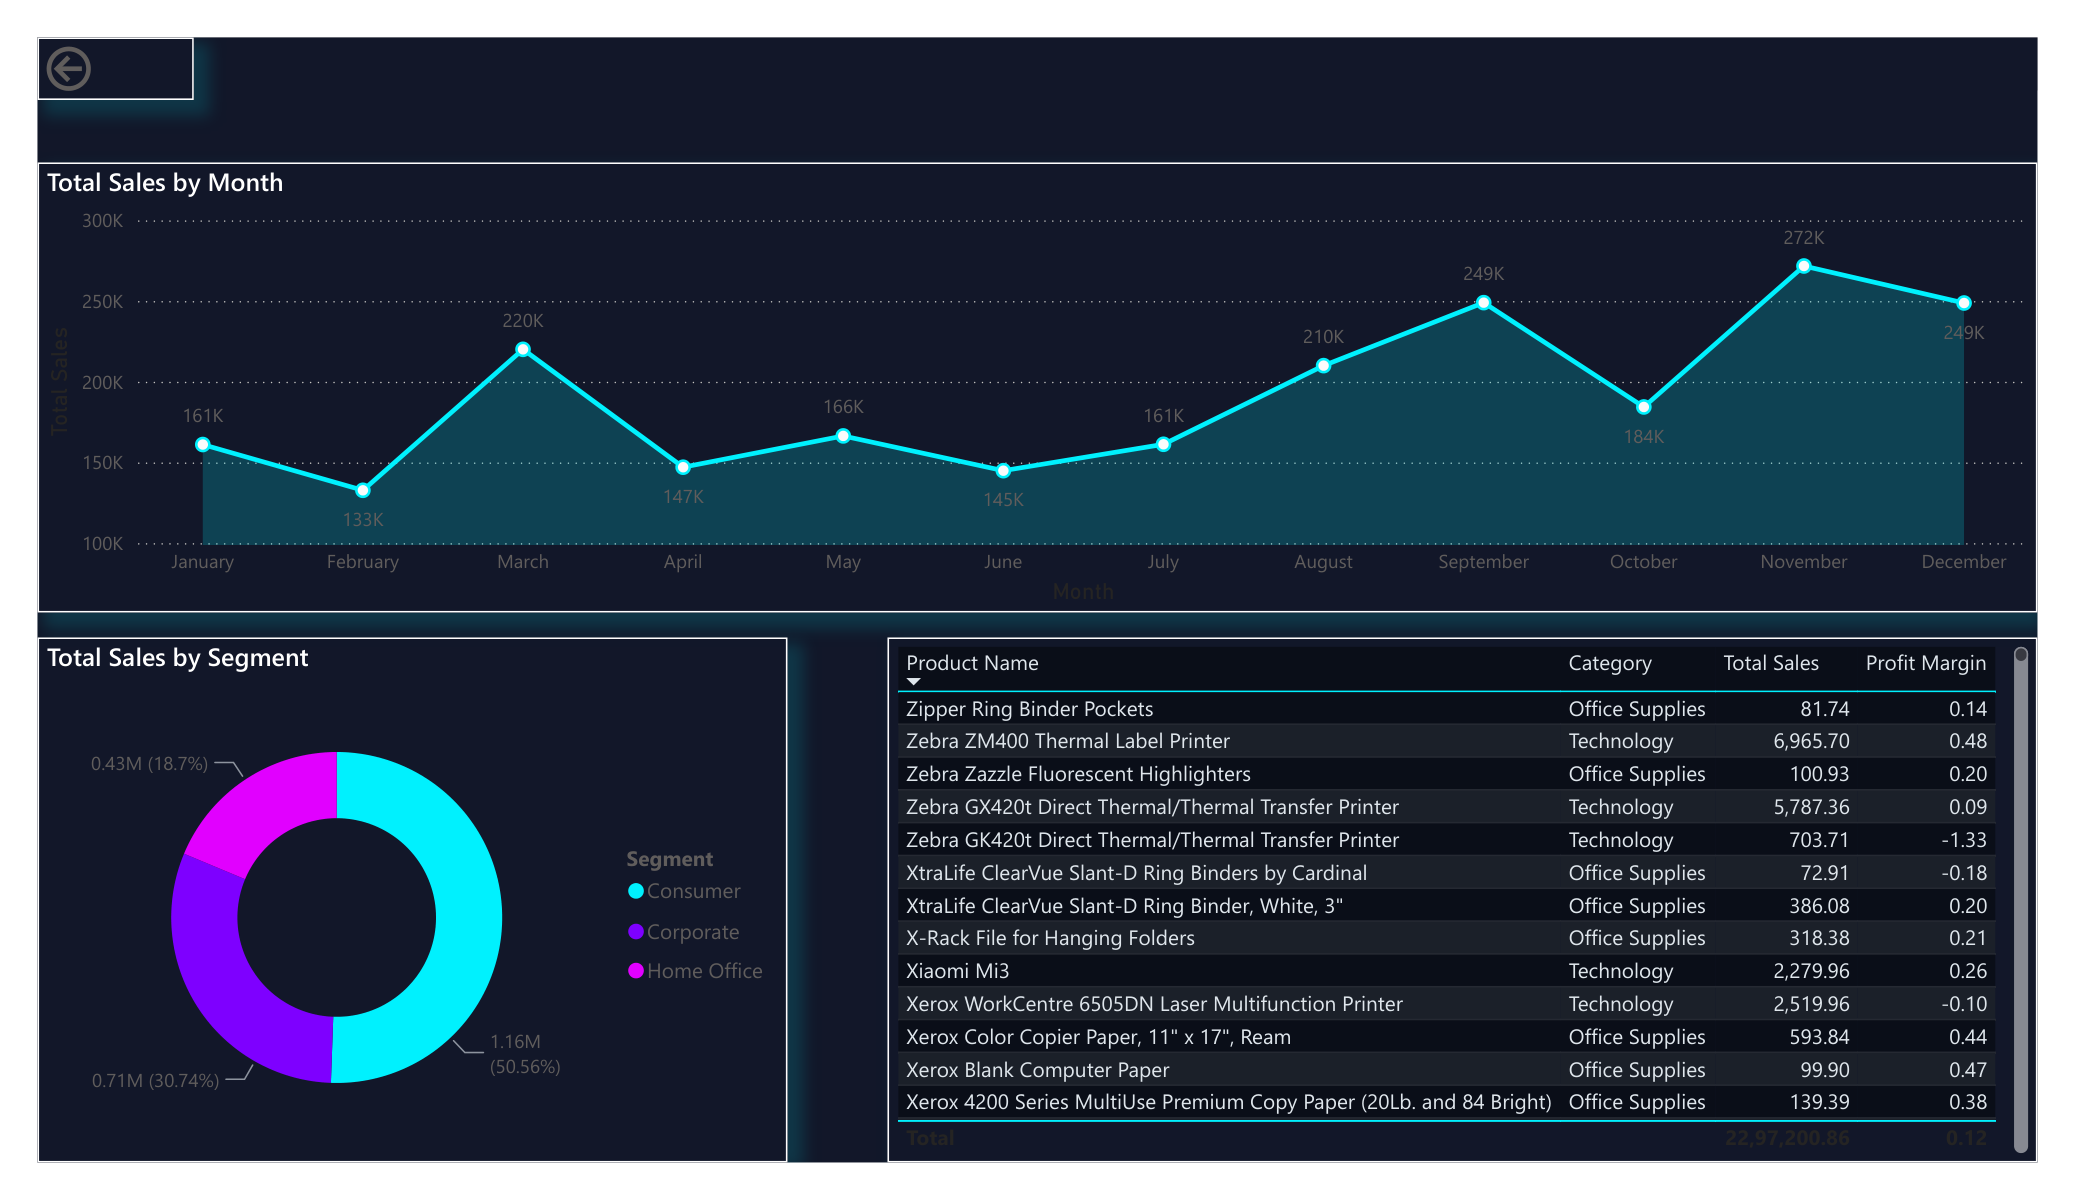 Total Sales by Month
Total Sales
300K
250K
200K
150K
100K
161K
133K
220K
147K
166K
145K
161K
210K
249K
184K
272K
249K
January February March April May June July August September October November December
Month
Total Sales by Segment
0.43M (18.7%)
0.71M (30.74%)
1.16M
(50.56%)
Segment
Consumer
Corporate
Home Office
Product Name Category Total Sales Profit Margin
Zipper Ring Binder Pockets Office Supplies 81.74 0.14
Zebra ZM400 Thermal Label Printer Technology 6,965.70 0.48
Zebra Zazzle Fluorescent Highlighters Office Supplies 100.93 0.20
Zebra GX420t Direct Thermal/Thermal Transfer Printer Technology 5,787.36 0.09
Zebra GK420t Direct Thermal/Thermal Transfer Printer Technology 703.71 -1.33
XtraLife ClearVue Slant-D Ring Binders by Cardinal Office Supplies 72.91 -0.18
XtraLife ClearVue Slant-D Ring Binder, White, 3" Office Supplies 386.08 0.20
X-Rack File for Hanging Folders Office Supplies 318.38 0.21
Xiaomi Mi3 Technology 2,279.96 0.26
Xerox WorkCentre 6505DN Laser Multifunction Printer Technology 2,519.96 -0.10
Xerox Color Copier Paper, 11" x 17", Ream Office Supplies 593.84 0.44
Xerox Blank Computer Paper Office Supplies 99.90 0.47
Xerox 4200 Series MultiUse Premium Copy Paper (20Lb. and 84 Bright) Office Supplies 139.39 0.38
Total 22,97,200.86 0.12